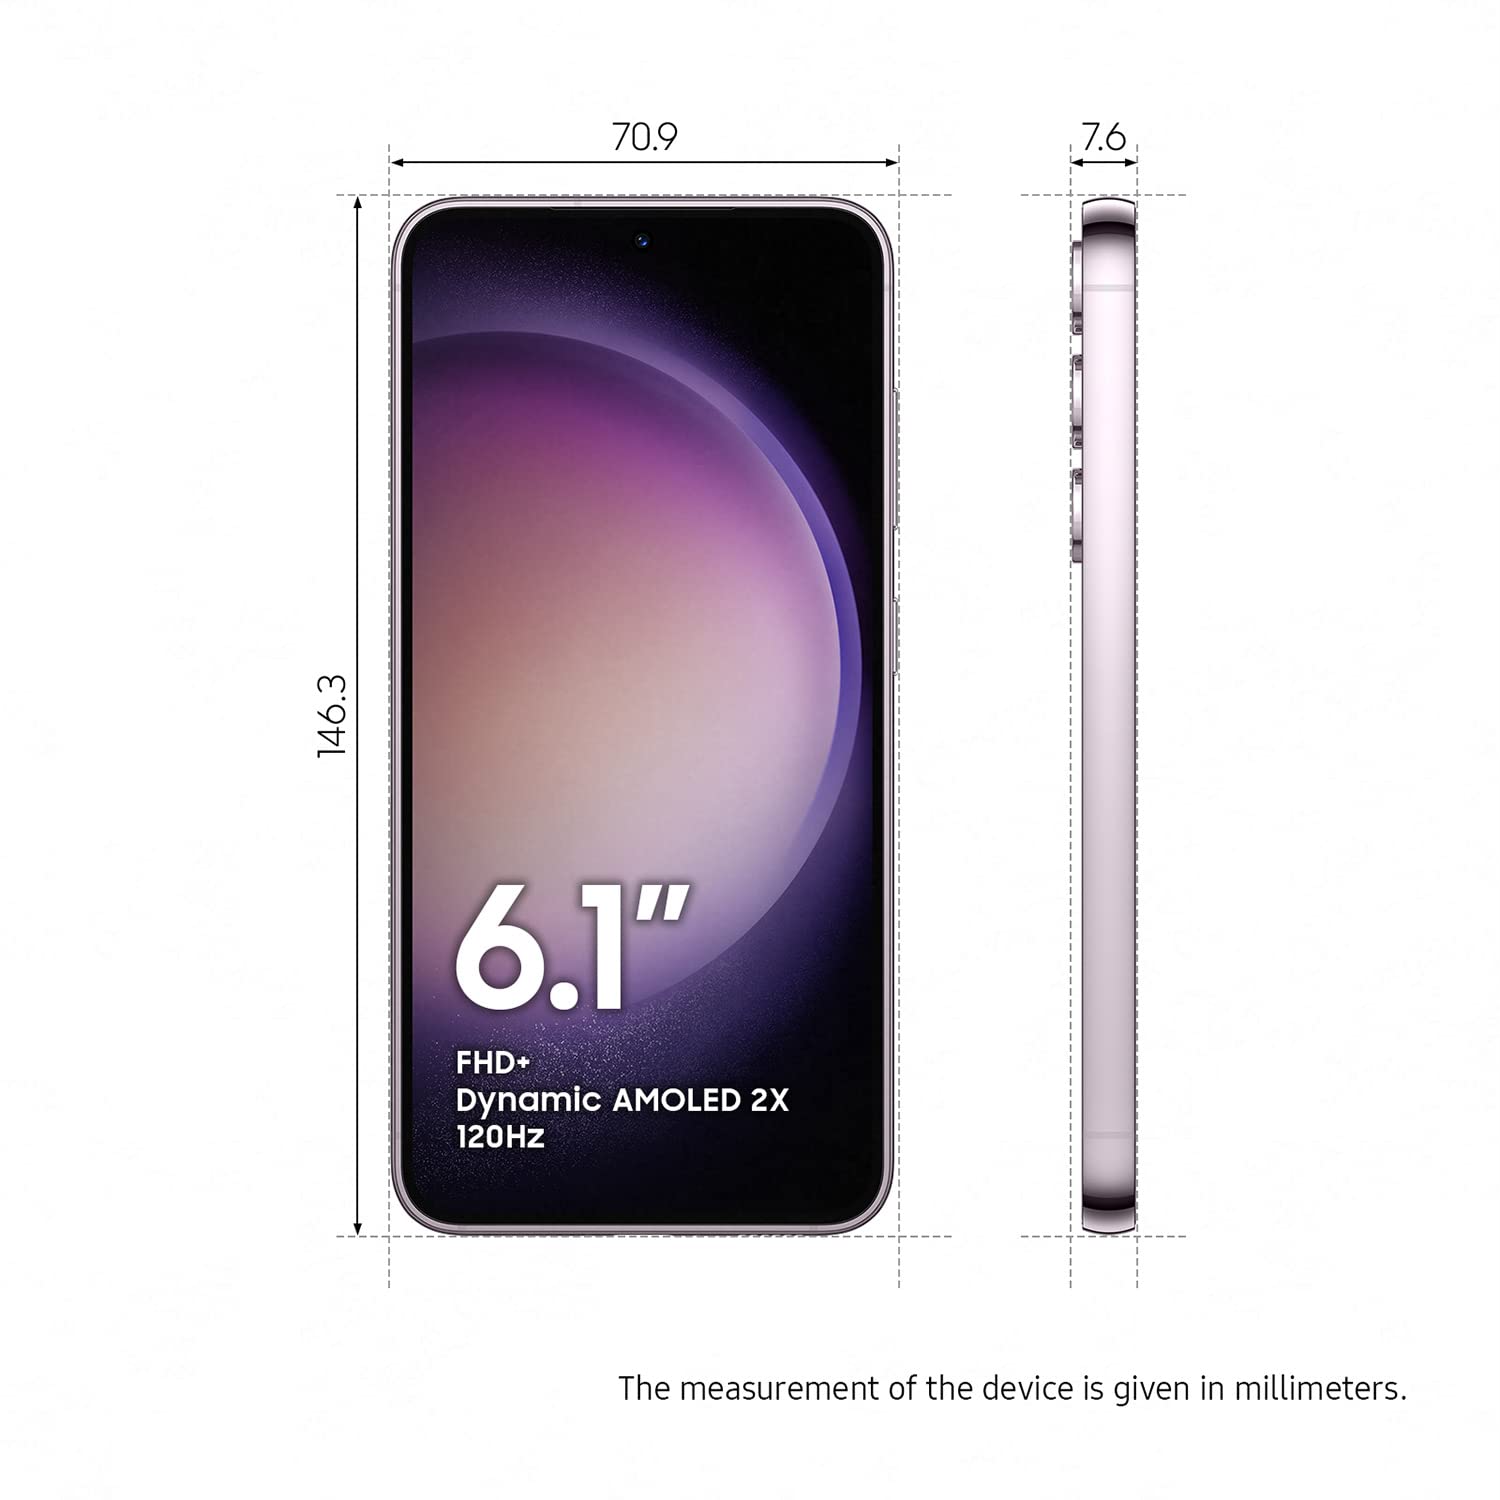 70.9
7.6
146.3
6.1”
FHD+
Dynamic AMOLED 2X
120Hz
The measurement of the device is given in millimeters.